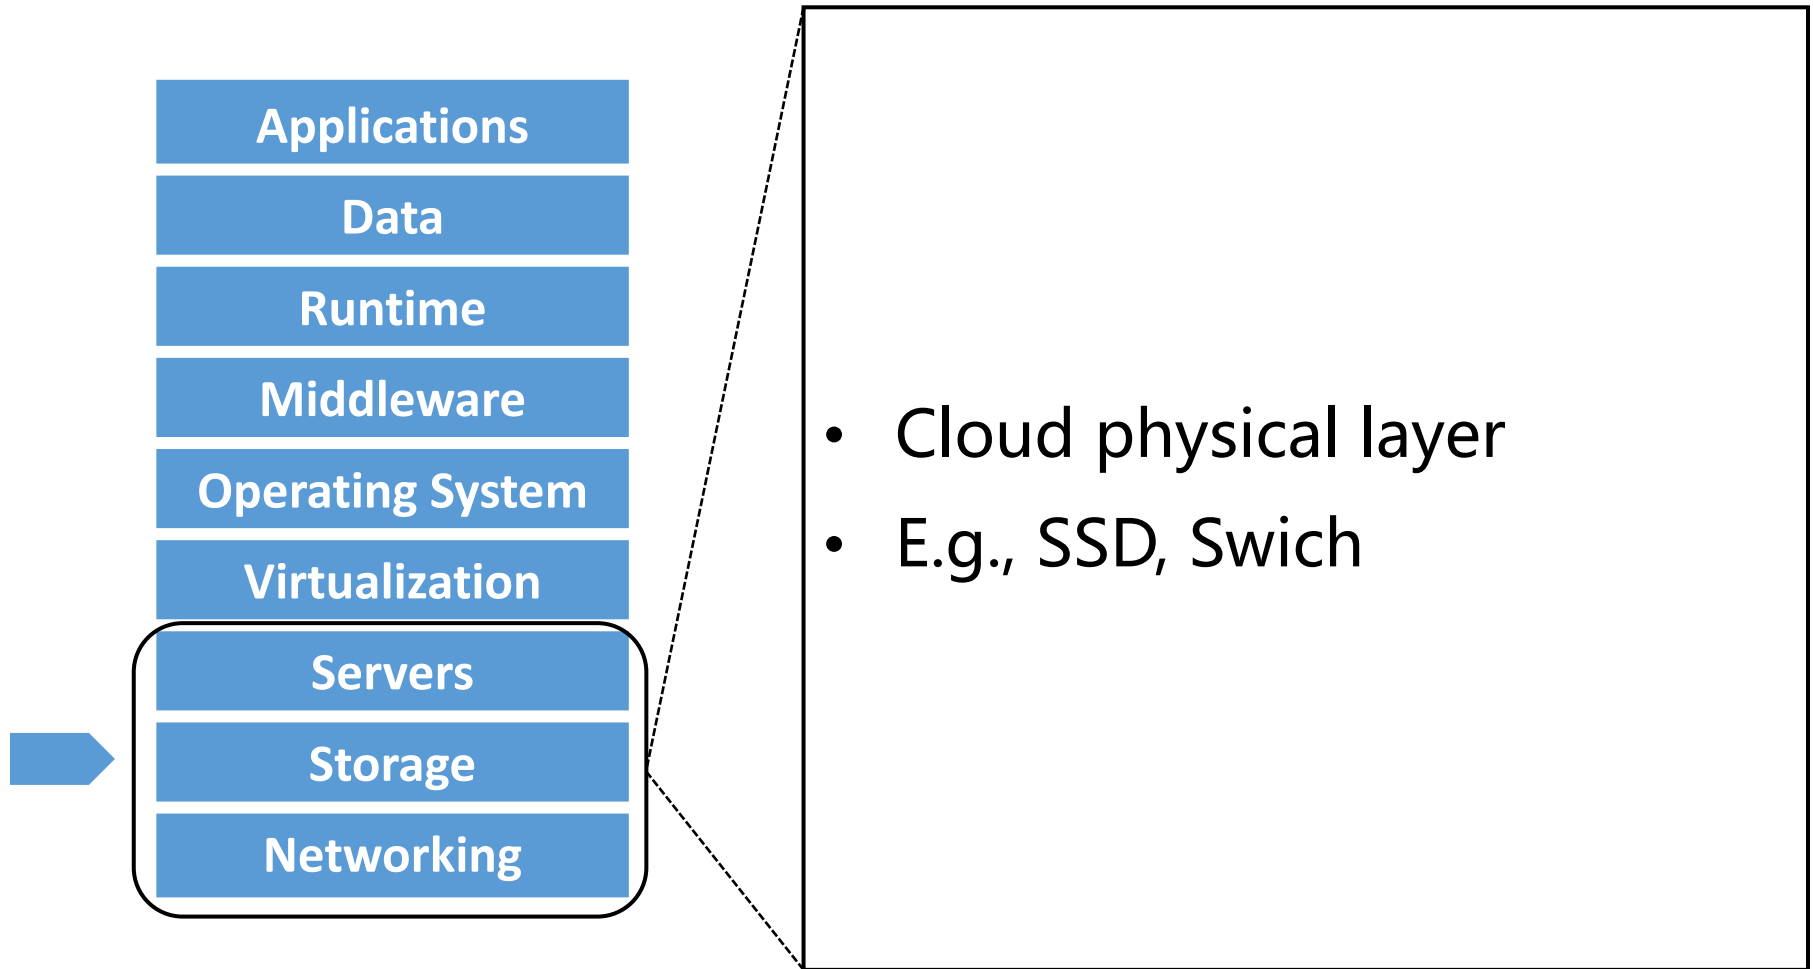 Applications
Data
Runtime
Middleware
Operating System
Virtualization
Servers
Storage
Networking
• Cloud physical layer
• E.g., SSD, Swich